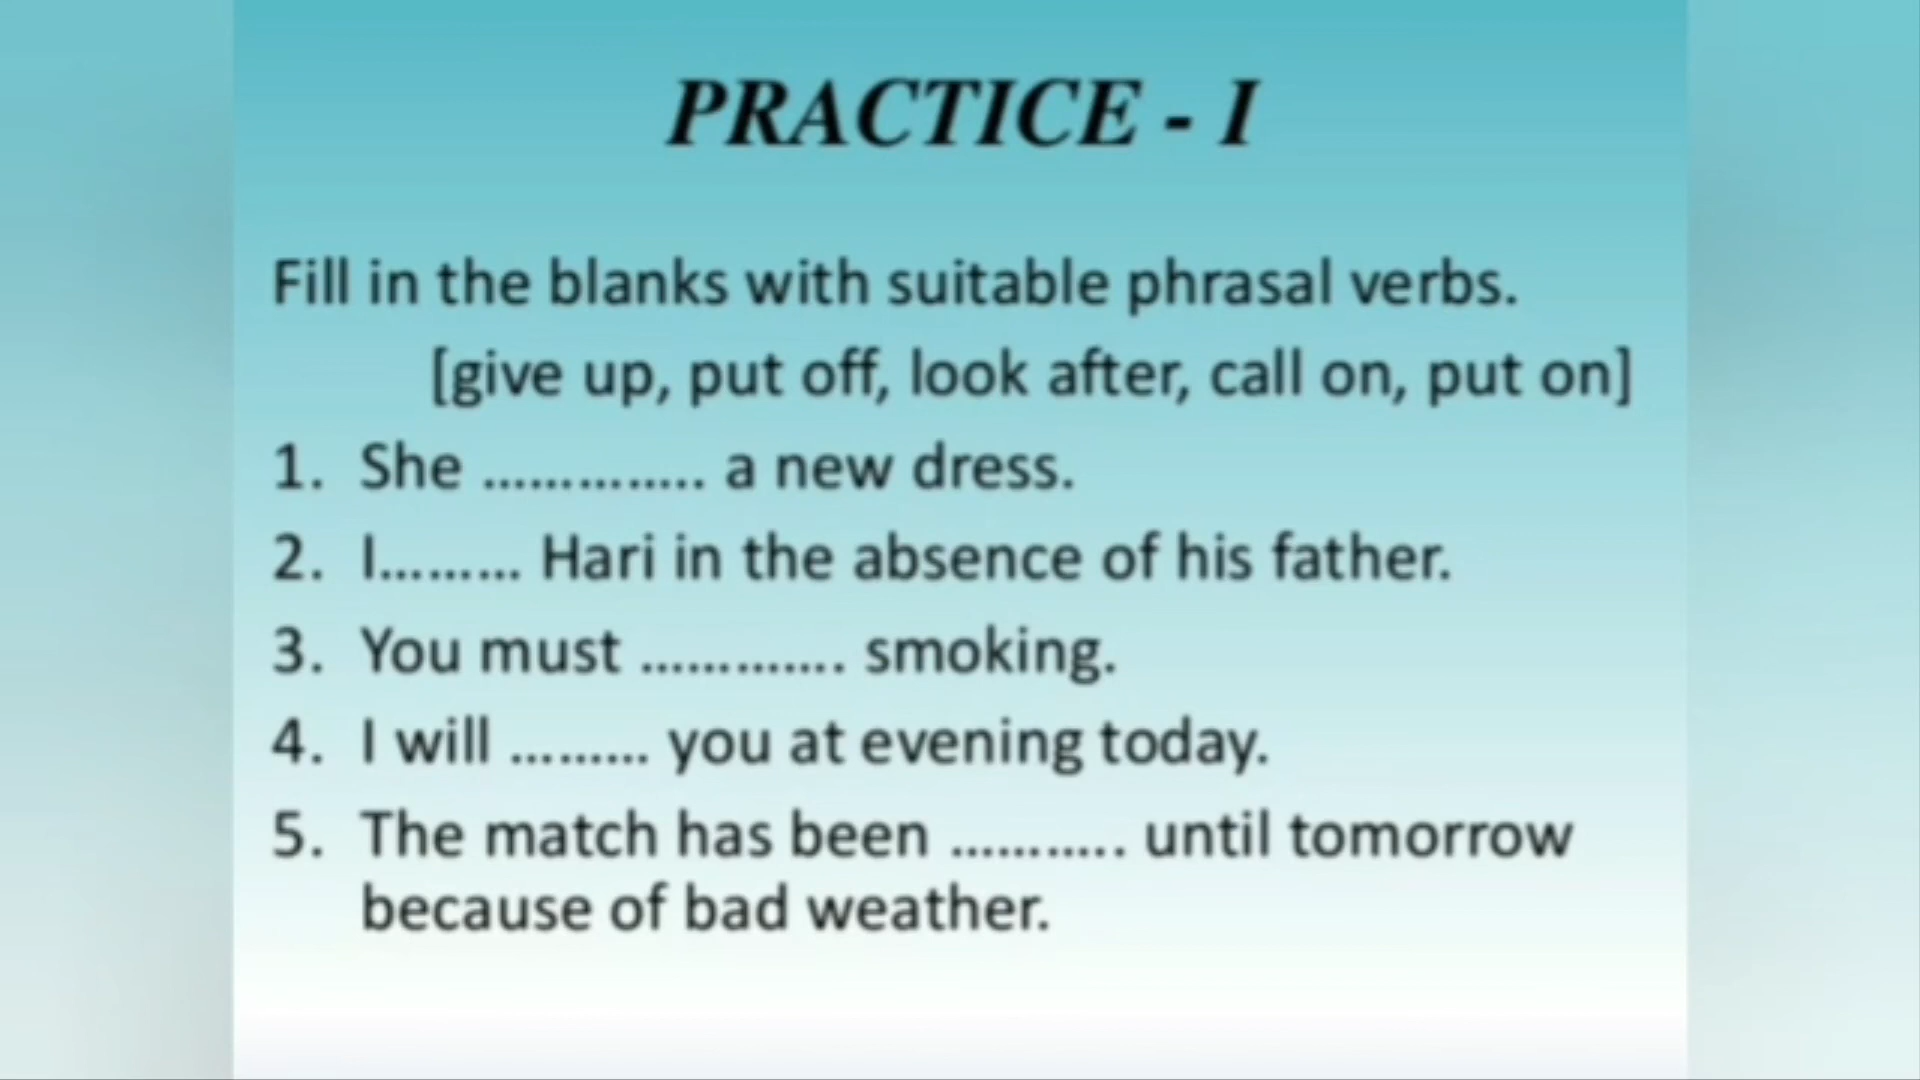 PRACTICE - I
Fill in the blanks with suitable phrasal verbs.
[give up, put off, look after, call on, put on]
1. She ………….. a new dress.
2. I……… Hari in the absence of his father.
3. You must …………. smoking.
4. I will ……… you at evening today.
5. The match has been ……….. until tomorrow
because of bad weather.